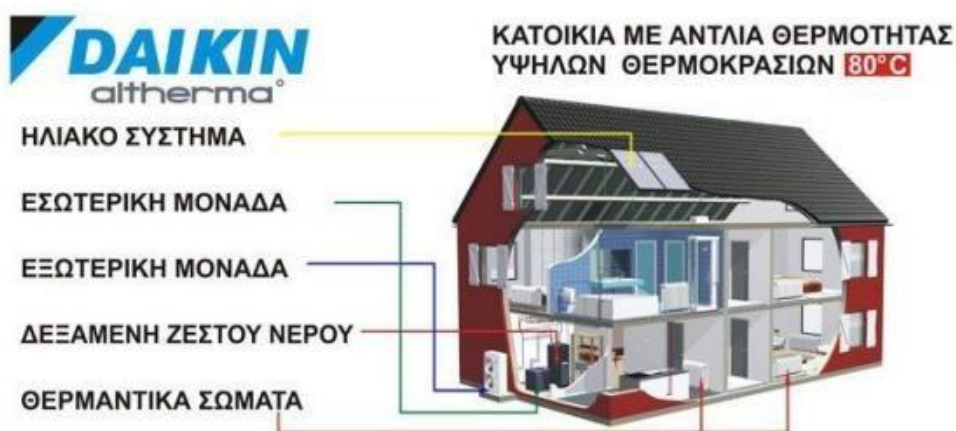 DAIKIN
altherma
ΚΑΤΟΙΚΙΑ ΜΕ ΑΝΤΛΙΑ ΘΕΡΜΟΤΗΤΑΣ
ΥΨΗΛΩΝ ΘΕΡΜΟΚΡΑΣΙΩΝ 80°C
ΗΛΙΑΚΟ ΣΥΣΤΗΜΑ
ΕΣΩΤΕΡΙΚΗ ΜΟΝΑΔΑ
ΕΞΩΤΕΡΙΚΗ ΜΟΝΑΔΑ
ΔΕΞΑΜΕΝΗ ΖΕΣΤΟΥ ΝΕΡΟΥ
ΘΕΡΜΑΝΤΙΚΑ ΣΩΜΑΤΑ